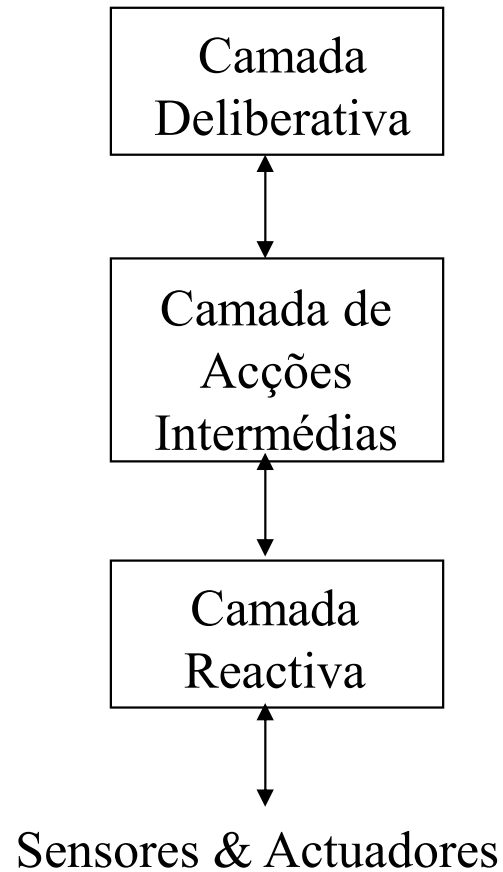 Camada
Deliberativa
Camada de
Acções
Intermédias
Camada
Reactiva
Sensores & Actuadores